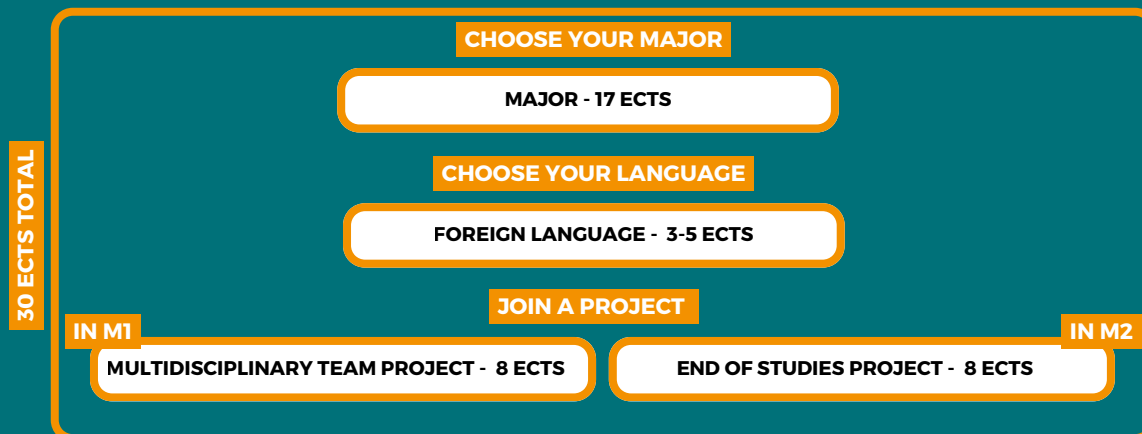 CHOOSE YOUR MAJOR
MAJOR - 17 ECTS
CHOOSE YOUR LANGUAGE
FOREIGN LANGUAGE - 3-5 ECTS
30 ECTS TOTAL
JOIN A PROJECT
IN M1
IN M2
MULTIDISCIPLINARY TEAM PROJECT - 8 ECTS
END OF STUDIES PROJECT - 8 ECTS